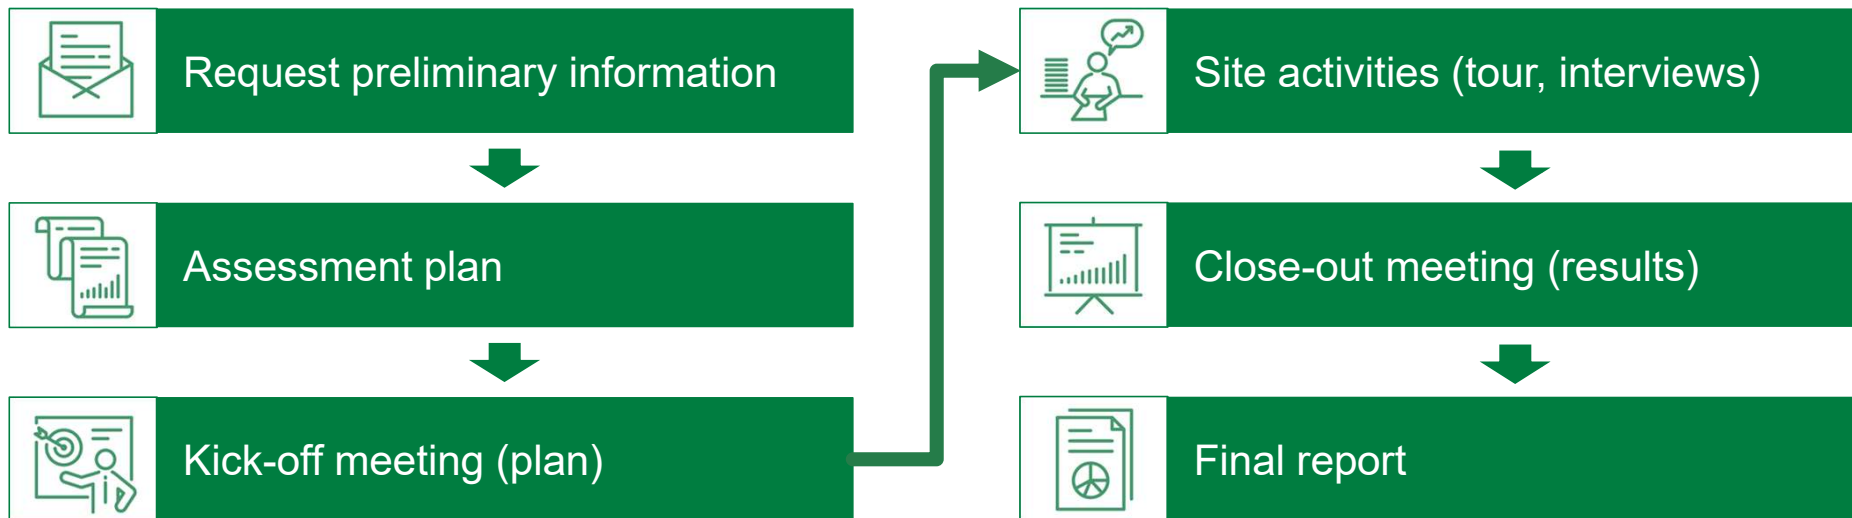 Request preliminary information
Assessment plan
Kick-off meeting (plan)
Site activities (tour, interviews)
Close-out meeting (results)
Final report